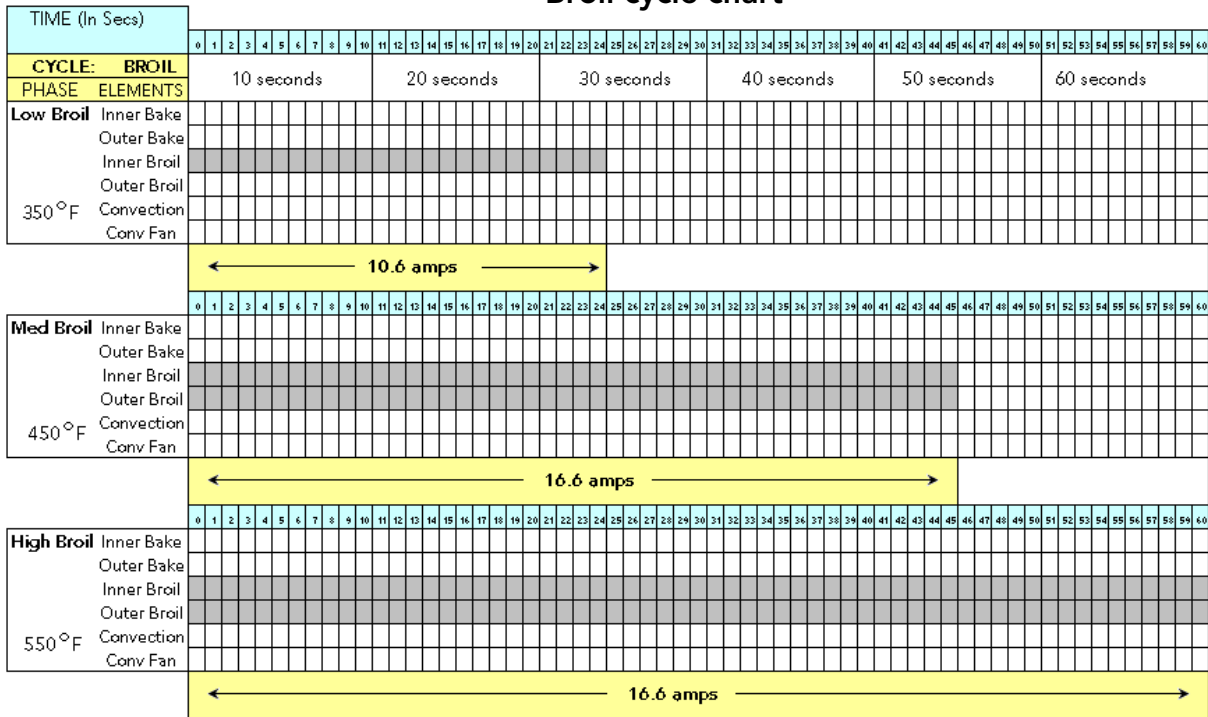 Broil cycle chart
TIME (In Secs)
0 1 2 3 4 5 6 7 8 9 10 11 12 13 14 15 16 17 18 19 20 21 22 23 24 25 26 27 28 29 30 31 32 33 34 35 36 37 38 39 40 41 42 43 44 45 46 47 48 49 50 51 52 53 54 55 56 57 58 59 60
CYCLE: BROIL
10 seconds 20 seconds 30 seconds 40 seconds 50 seconds 60 seconds
PHASE ELEMENTS
Low Broil Inner Bake
Outer Bake
Inner Broil
Outer Broil
350°F Convection
Conv Fan
10.6 amps
0 1 2 3 4 5 6 7 8 9 10 11 12 13 14 15 16 17 18 19 20 21 22 23 24 25 26 27 28 29 30 31 32 33 34 35 36 37 38 39 40 41 42 43 44 45 46 47 48 49 50 51 52 53 54 55 56 57 58 59 60
Med Broil Inner Bake
Outer Bake
Inner Broil
Outer Broil
450°F Convection
Conv Fan
16.6 amps
0 1 2 3 4 5 6 7 8 9 10 11 12 13 14 15 16 17 18 19 20 21 22 23 24 25 26 27 28 29 30 31 32 33 34 35 36 37 38 39 40 41 42 43 44 45 46 47 48 49 50 51 52 53 54 55 56 57 58 59 60
High Broil Inner Bake
Outer Bake
Inner Broil
Outer Broil
550°F Convection
Conv Fan
16.6 amps